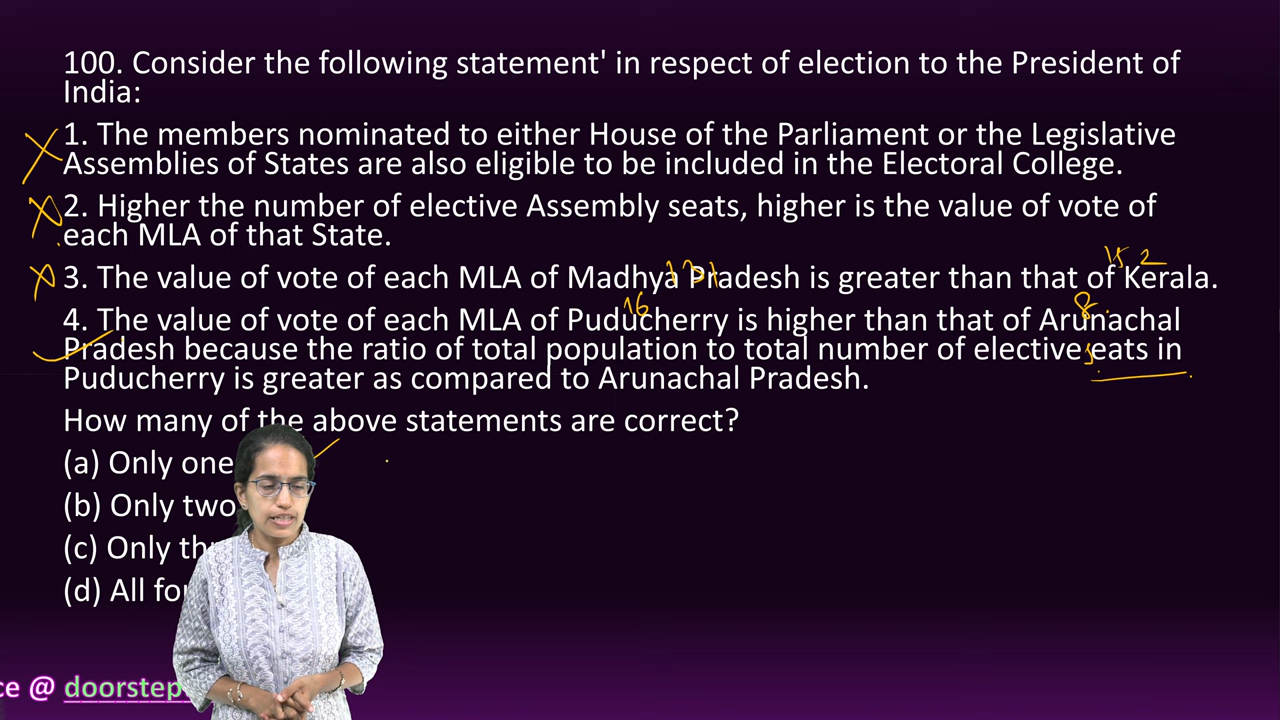 100. Consider the following statement' in respect of election to the President of
India:
1. The members nominated to either House of the Parliament or the Legislative
Assemblies of States are also eligible to be included in the Electoral College.
2. Higher the number of elective Assembly seats, higher is the value of vote of
each MLA of that State.
15 2
131
3. The value of vote of each MLA of Madhya Pradesh is greater than that of Kerala.
16 8
4. The value of vote of each MLA of Puducherry is higher than that of Arunachal
Pradesh because the ratio of total population to total number of elective seats in
Puducherry is greater as compared to Arunachal Pradesh.
How many of the above statements are correct?
(a) Only one
(b) Only two
(c) Only th
(d) All fo
ce @ doorstep